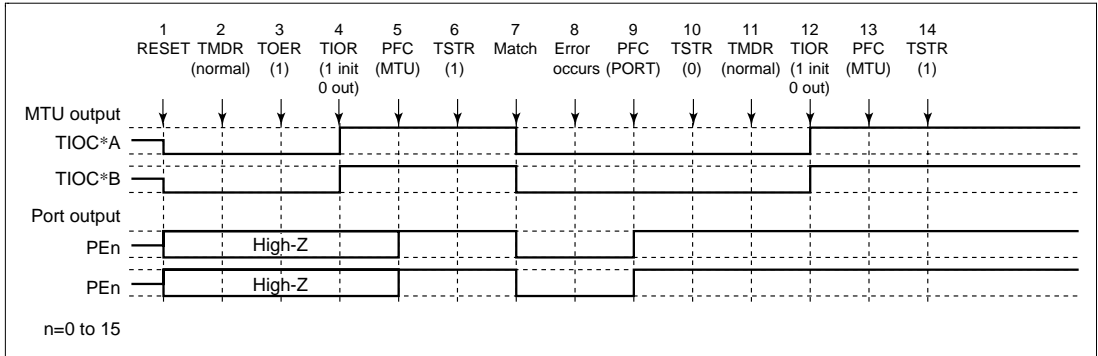 1 2 3 4 5 6 7 8 9 10 11 12 13 14
RESET TMDR TOER TIOR PFC TSTR Match Error PFC TSTR TMDR TIOR PFC TSTR
(normal) (1) (1 init (MTU) (1) occurs (PORT) (0) (normal) (1 init (MTU) (1)
0 out) 0 out)
MTU output
TIOC*A
TIOC*B
Port output
PEn High-Z
PEn High-Z
n=0 to 15